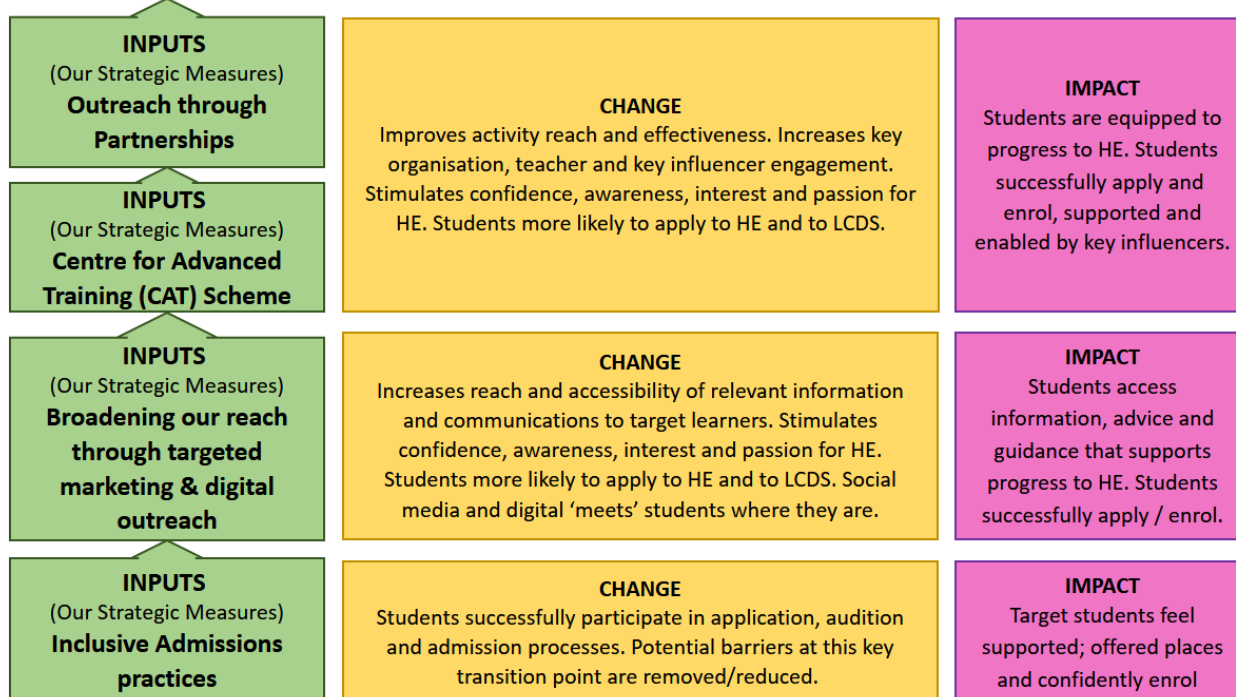 INPUTS
(Our Strategic Measures)
Outreach through
Partnerships
INPUTS
(Our Strategic Measures)
Centre for Advanced
Training (CAT) Scheme
CHANGE
Improves activity reach and effectiveness. Increases key
organisation, teacher and key influencer engagement.
Stimulates confidence, awareness, interest and passion for
HE. Students more likely to apply to HE and to LCDS.
IMPACT
Students are equipped to
progress to HE. Students
successfully apply and
enrol, supported and
enabled by key influencers.
INPUTS
(Our Strategic Measures)
Broadening our reach
through targeted
marketing & digital
outreach
CHANGE
Increases reach and accessibility of relevant information
and communications to target learners. Stimulates
confidence, awareness, interest and passion for HE.
Students more likely to apply to HE and to LCDS. Social
media and digital ‘meets’ students where they are.
IMPACT
Students access
information, advice and
guidance that supports
progress to HE. Students
successfully apply / enrol.
INPUTS
(Our Strategic Measures)
Inclusive Admissions
practices
CHANGE
Students successfully participate in application, audition
and admission processes. Potential barriers at this key
transition point are removed/reduced.
IMPACT
Target students feel
supported; offered places
and confidently enrol